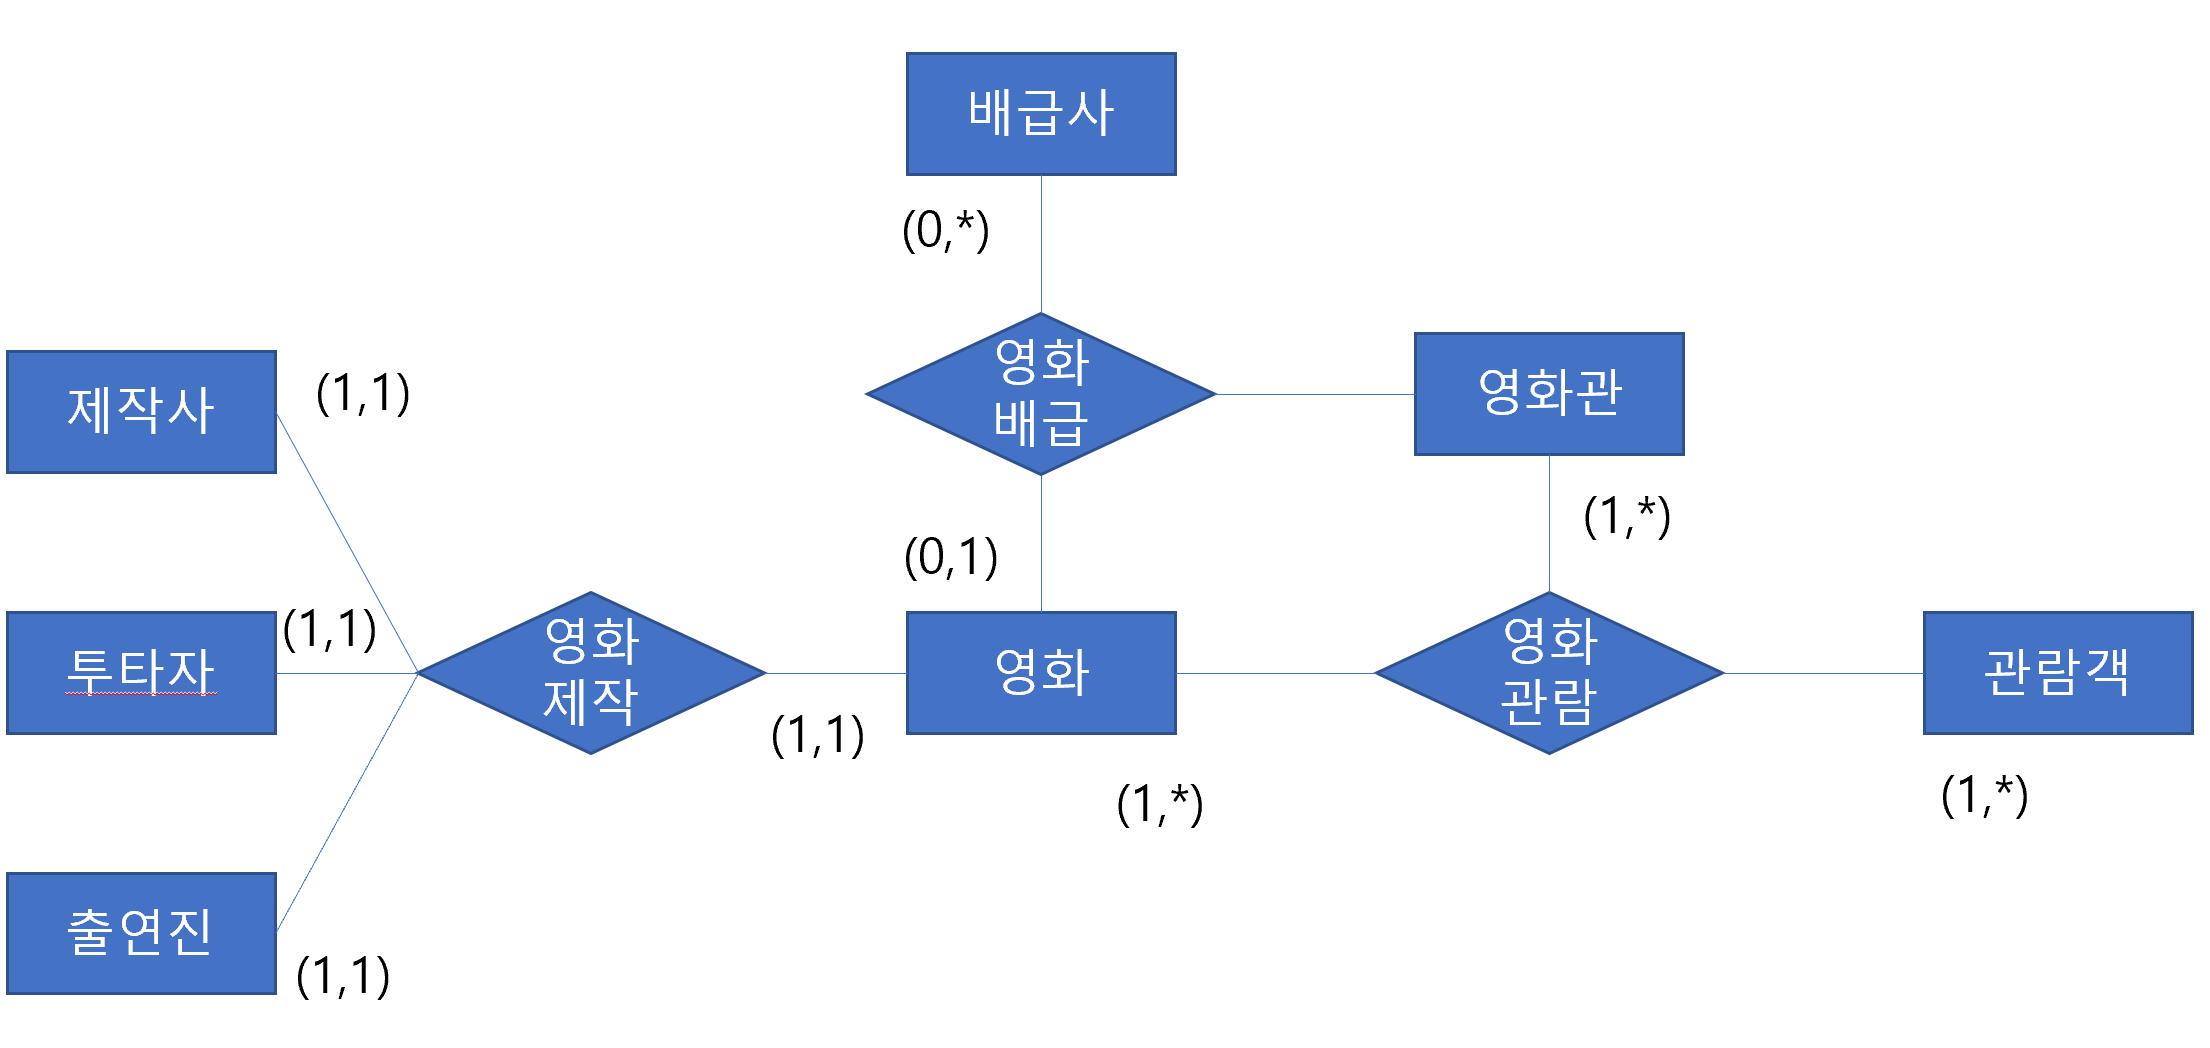 배급사
(0,*)
영화
배급
영화관
제작사
(1,1)
(1,*)
(0,1)
투타자
(1,1)
영화
제작
(1,1)
영화
(1,*)
영화
관람
관람객
(1,*)
출연진
(1,1)